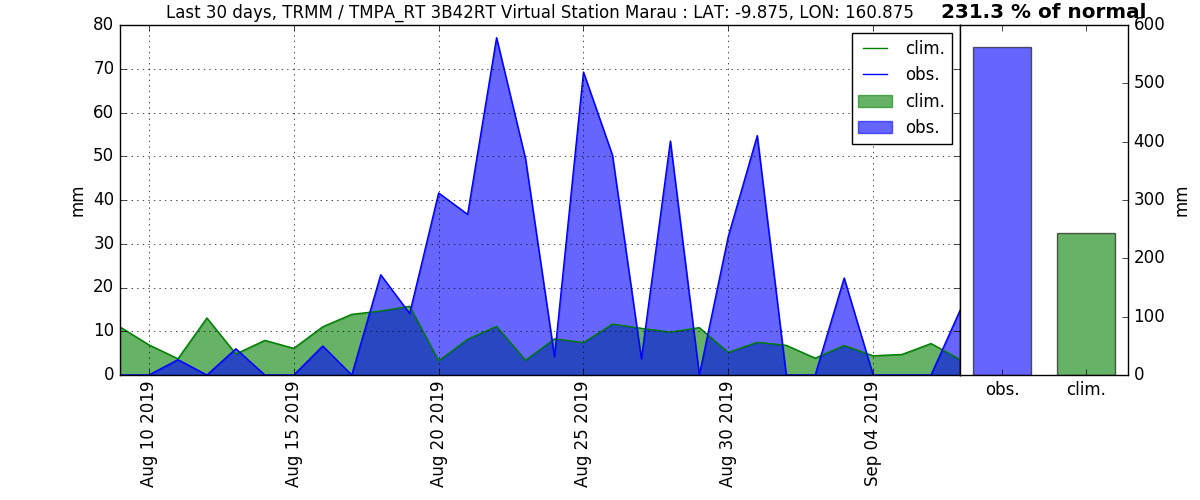 Last 30 days, TRMM / TMPA_RT 3B42RT Virtual Station Marau : LAT: -9.875, LON: 160.875
231.3 % of normal
80
70
60
50
40
30
20
10
0
mm
clim.
obs.
clim.
obs.
Aug 10 2019
Aug 15 2019
Aug 20 2019
Aug 25 2019
Aug 30 2019
Sep 04 2019
600
500
400
300
200
100
0
mm
obs.
clim.